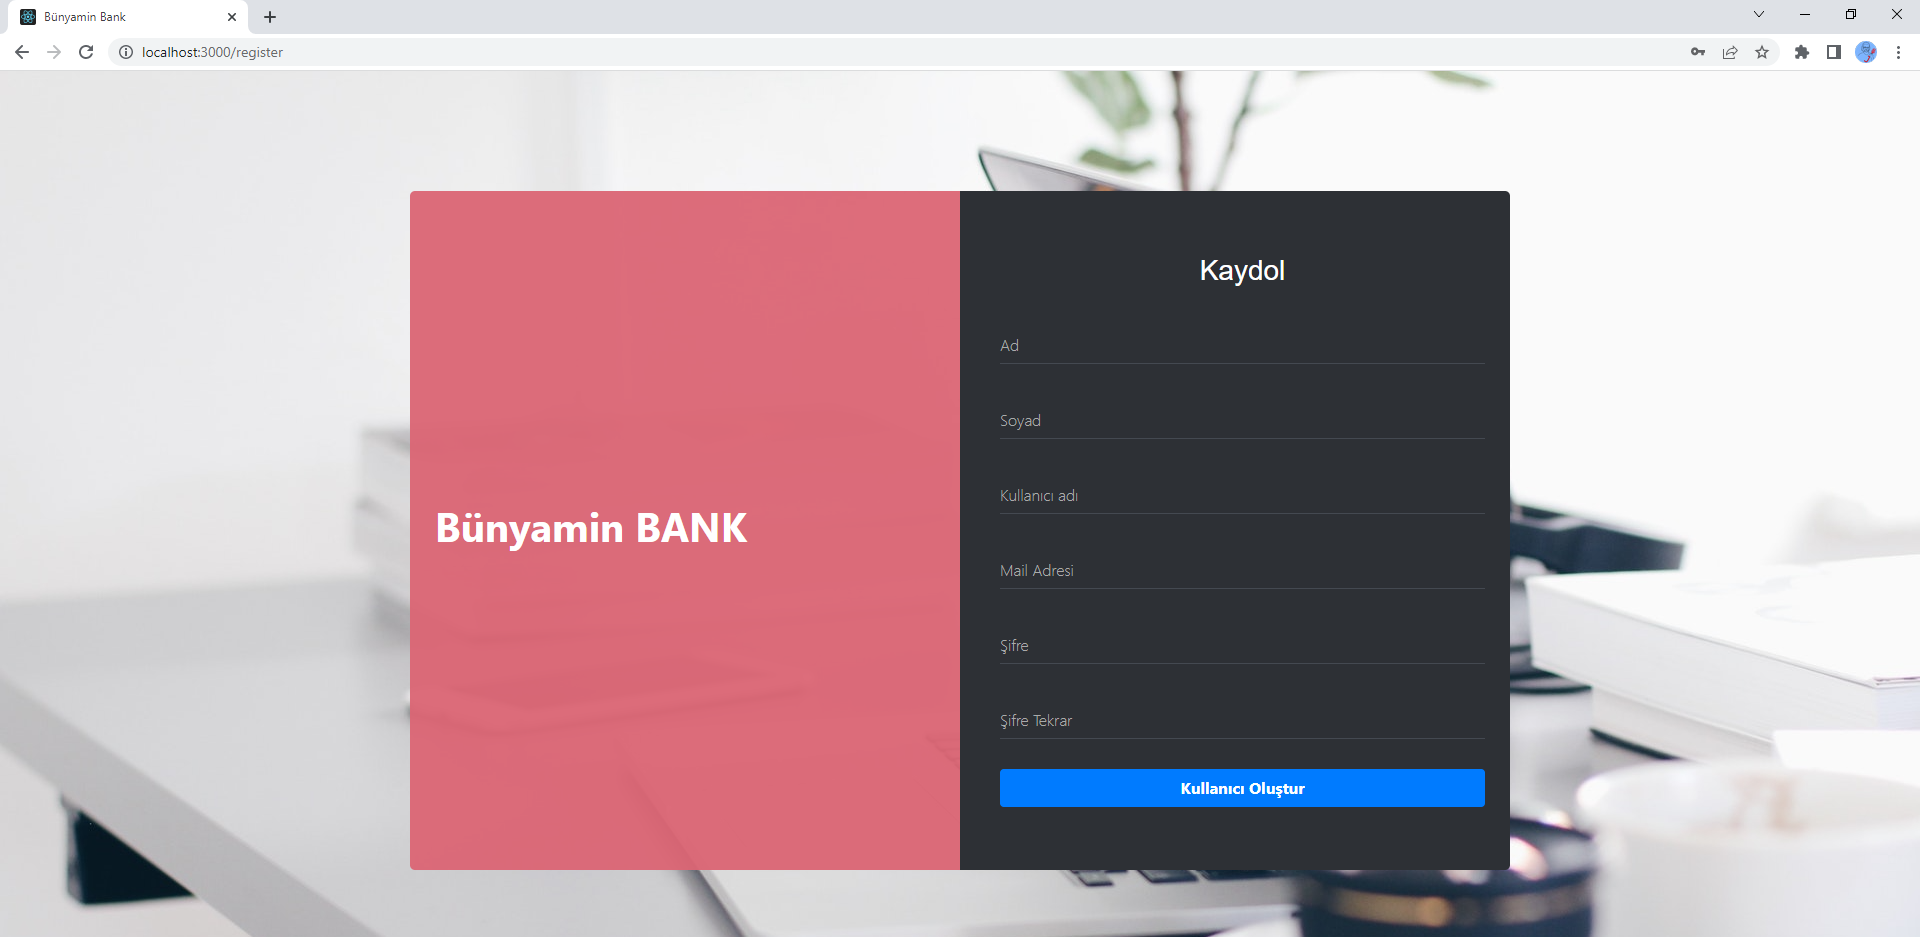 Bünyamin Bank
localhost:3000/register
Bünyamin BANK
Kaydol
Ad
Soyad
Kullanıcı adı
Mail Adresi
Şifre
Şifre Tekrar
Kullanıcı Oluştur